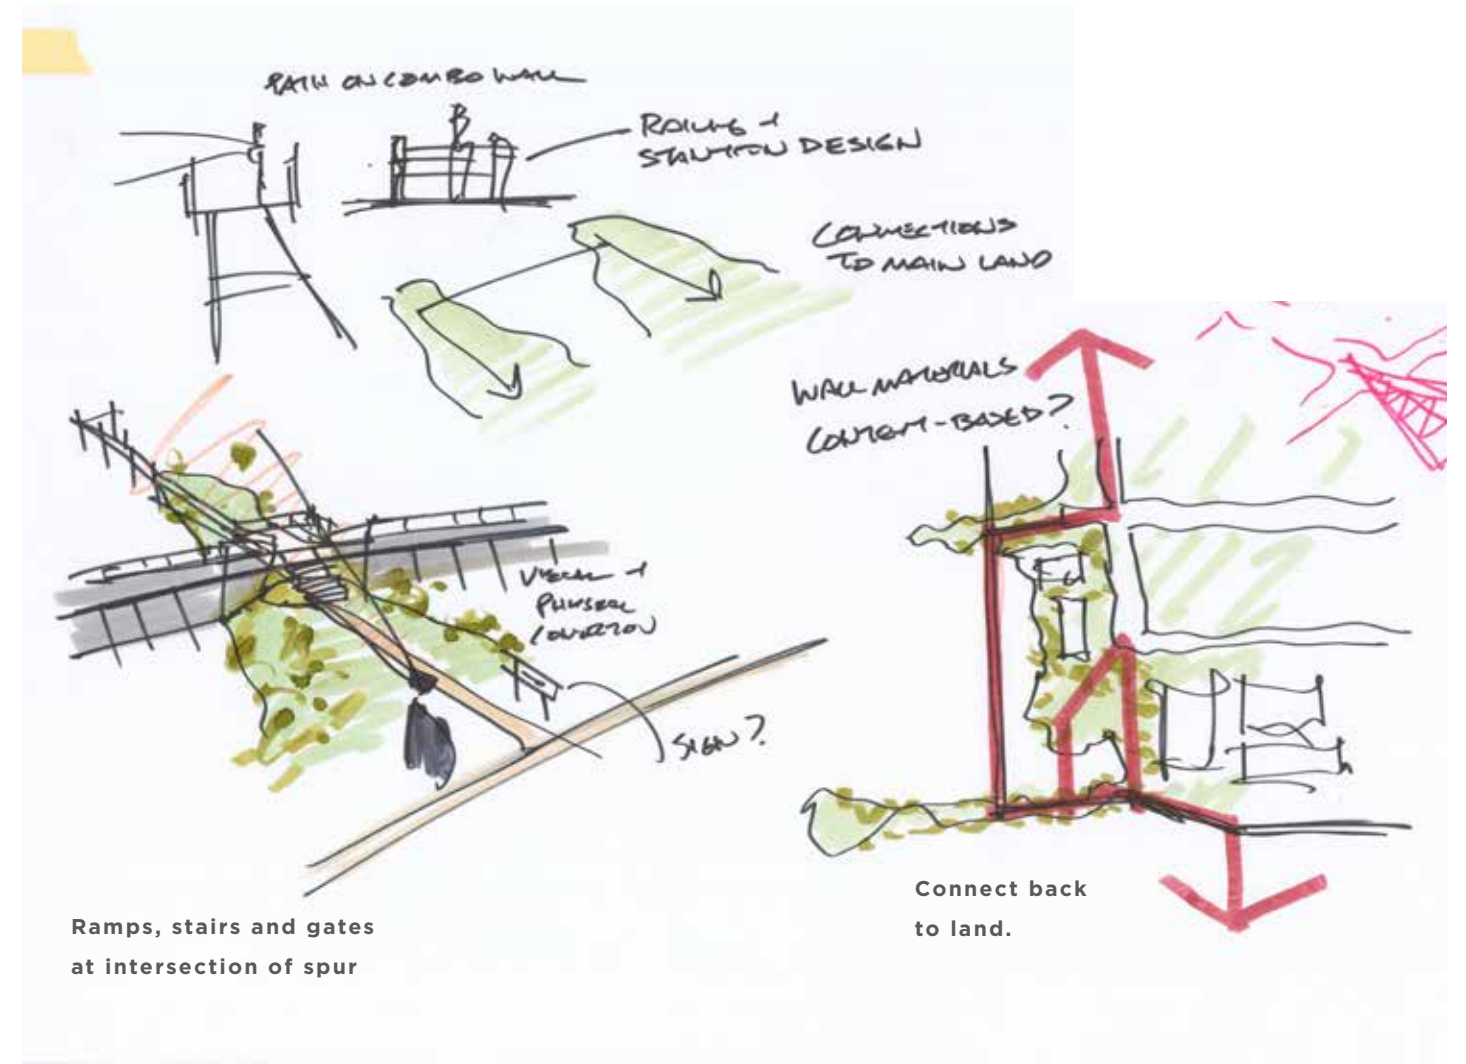 PATH ON COMBO WALL
RAILING +
STANTION DESIGN
CONNECTIONS
TO MAIN LAND
WALL MATERIALS
CONTEXT-BASED?
VISUAL +
PHYSICAL
CONNECTION
SIGN?
Connect back
to land.
Ramps, stairs and gates
at intersection of spur